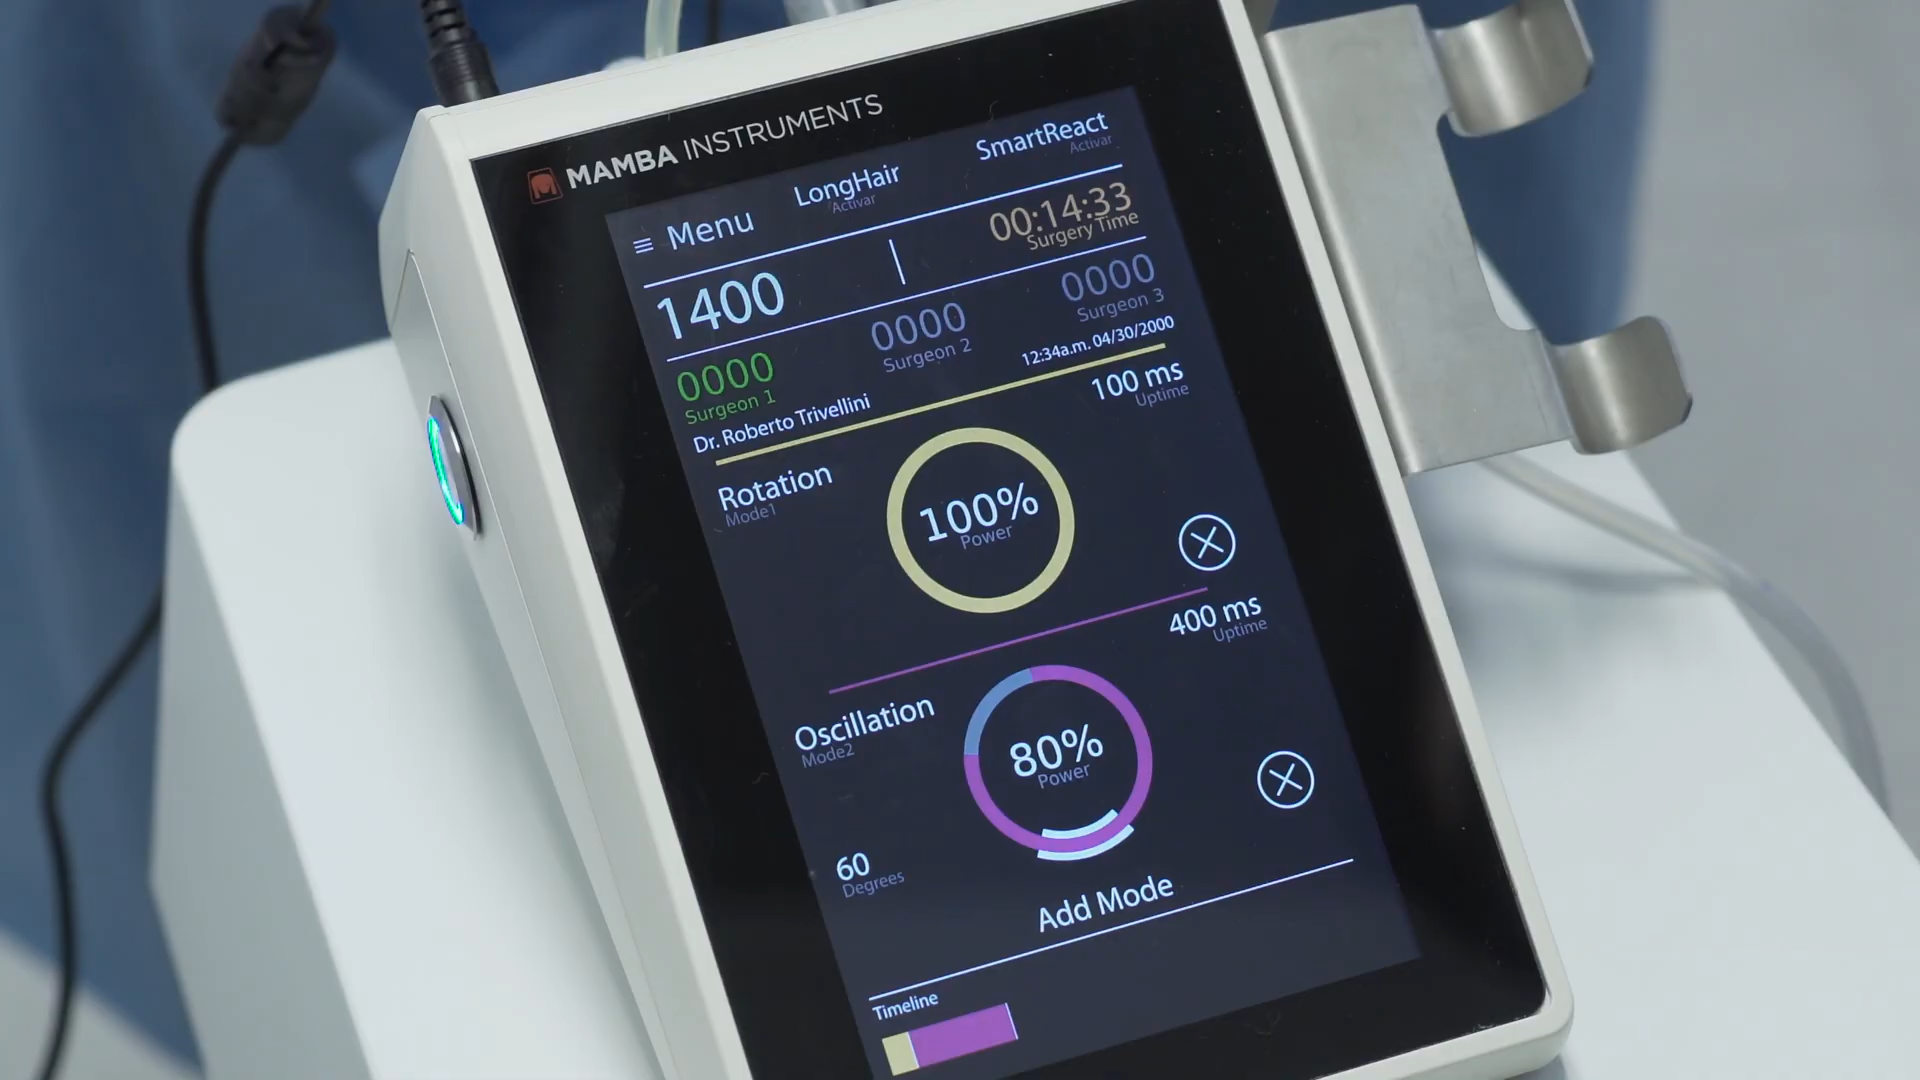 MAMBA INSTRUMENTS
≡ Menu
LongHair
Activar
SmartReact
Activar
1400
00:14:33
Surgery Time
0000
Surgeon 1
0000
Surgeon 2
0000
Surgeon 3
Dr. Roberto Trivellini
12:34a.m. 04/30/2000
Rotation
Mode1
100%
Power
100 ms
Uptime
Oscillation
Mode2
80%
Power
400 ms
Uptime
60
Degrees
Add Mode
Timeline